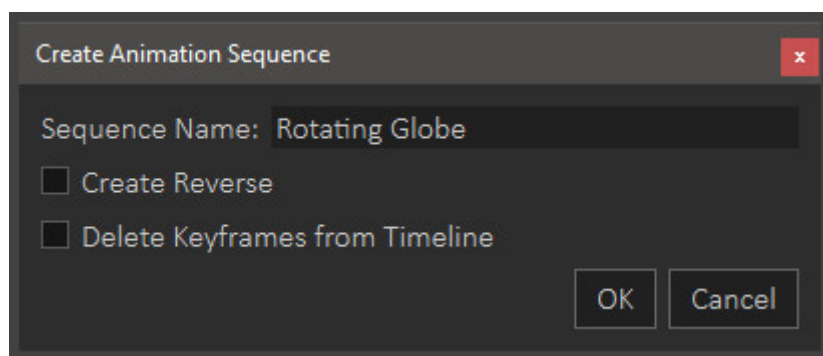 Create Animation Sequence x
Sequence Name: Rotating Globe
Create Reverse
Delete Keyframes from Timeline
OK Cancel